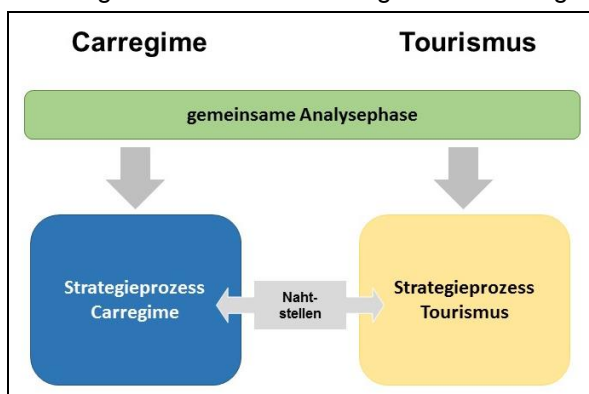 Carregime Tourismus
gemeinsame Analysephase
Strategieprozess
Carregime
Naht-
stellen
Strategieprozess
Tourismus